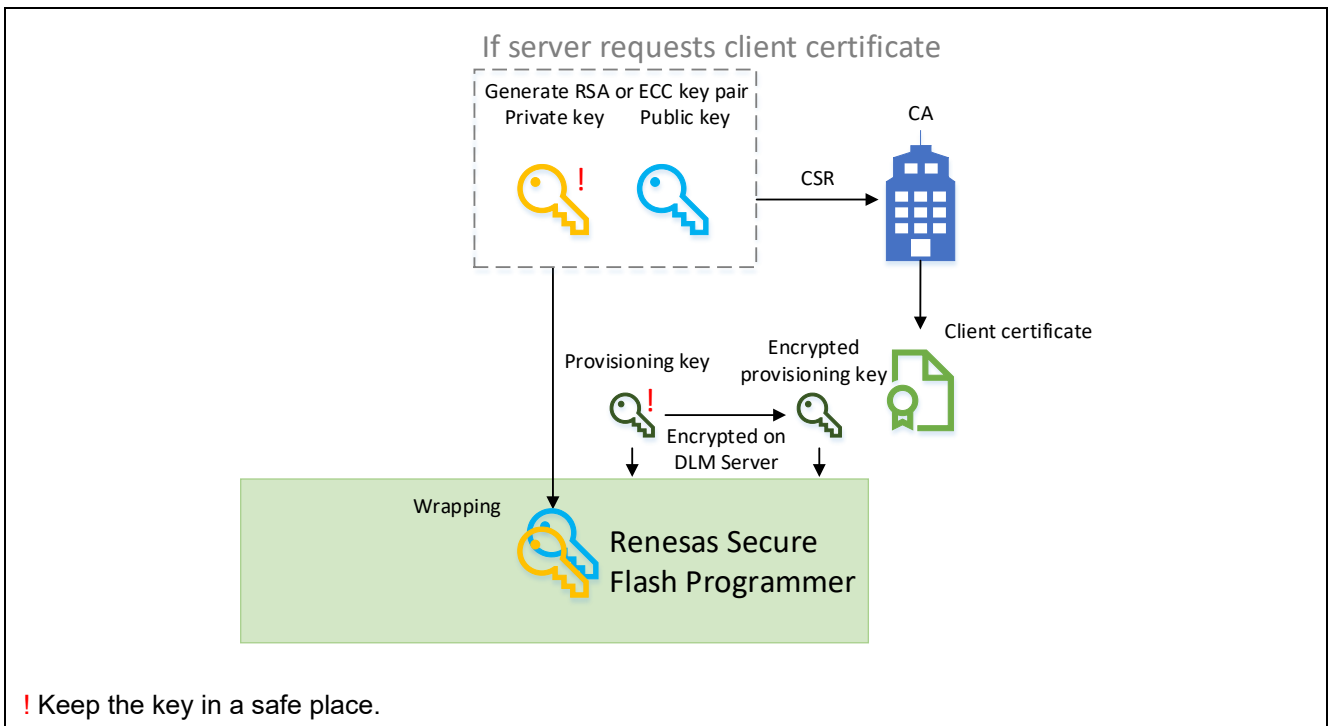 If server requests client certificate
Generate RSA or ECC key pair
Private key Public key
CA
CSR
Client certificate
Provisioning key
Encrypted
provisioning key
Encrypted on
DLM Server
Wrapping
Renesas Secure
Flash Programmer
! Keep the key in a safe place.